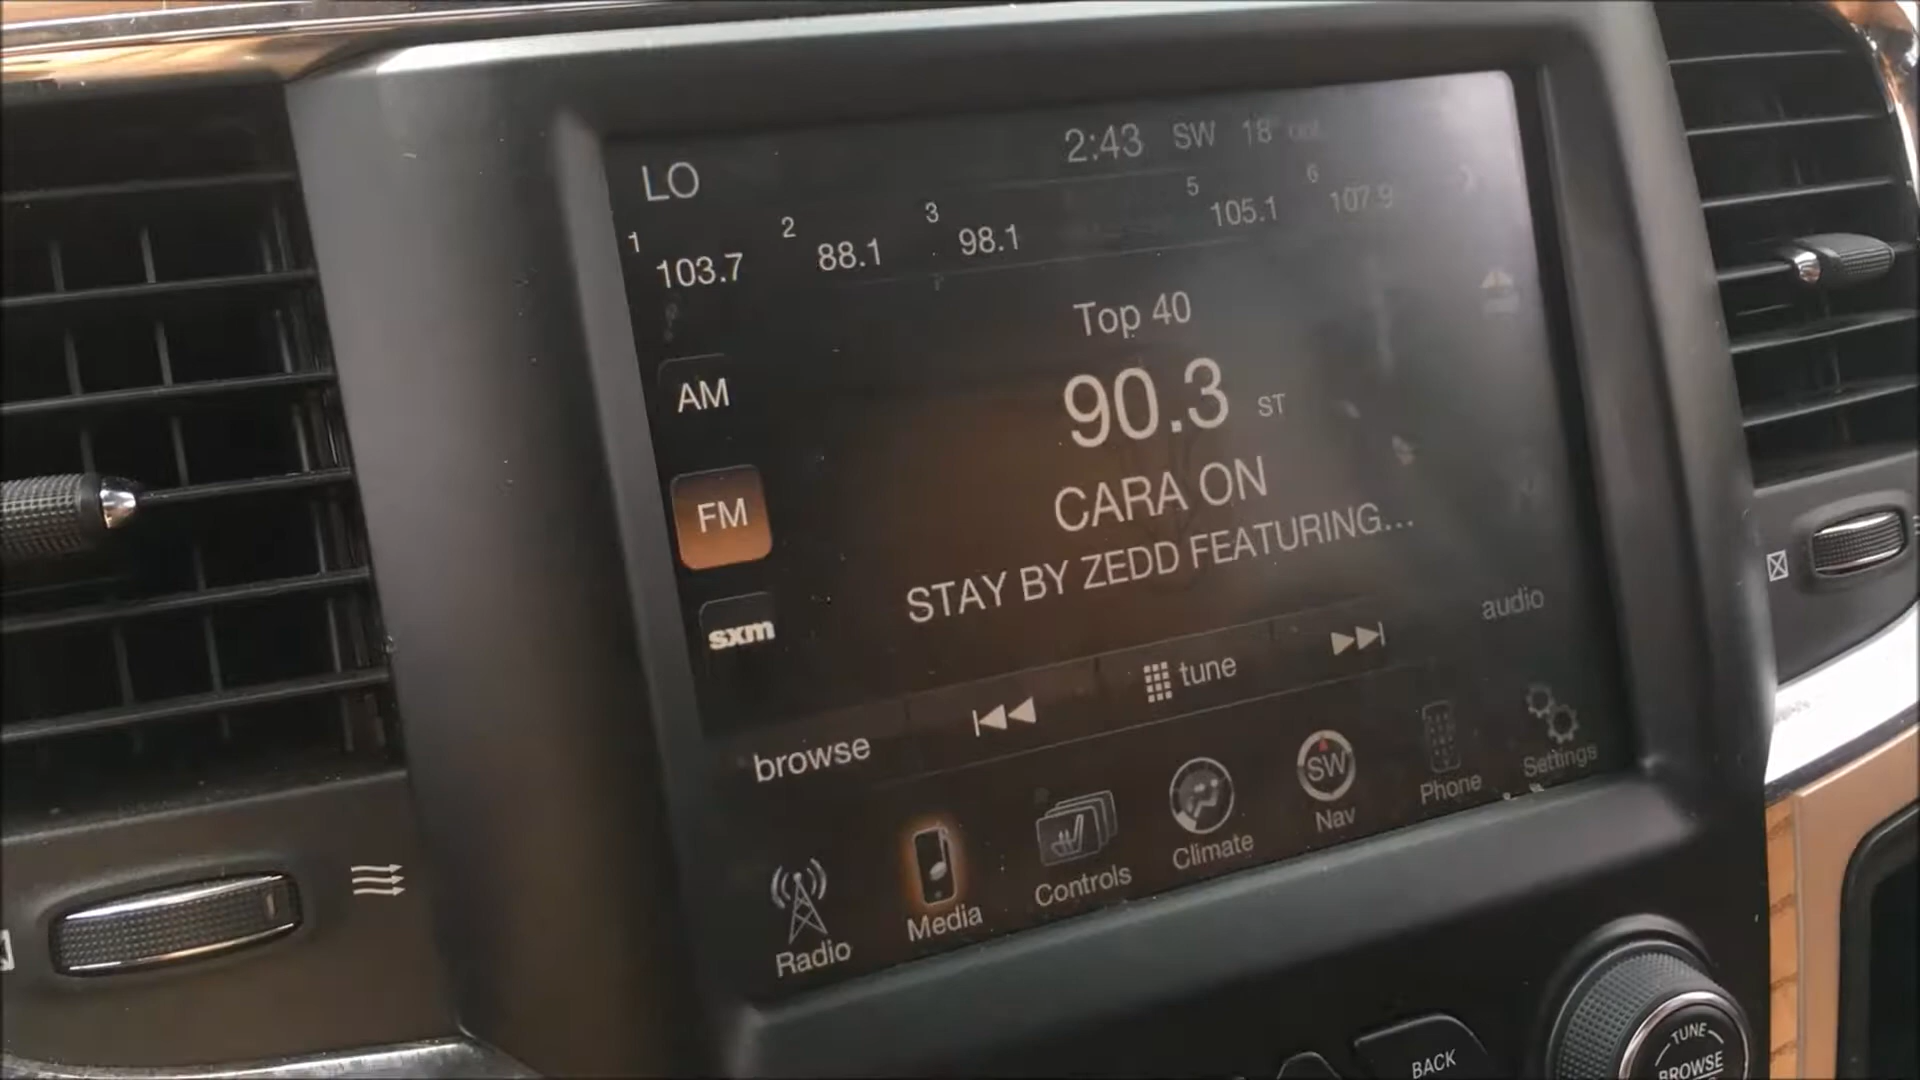 LO 2:43 SW 18°
1 103.7 2 88.1 3 98.1 5 105.1 6 107.9
Top 40
AM
90.3 ST
FM
CARA ON
STAY BY ZEDD FEATURING...
sxm
audio
browse tune
Radio Media Controls Climate SW Nav Phone Settings
BACK
TUNE
BROWSE